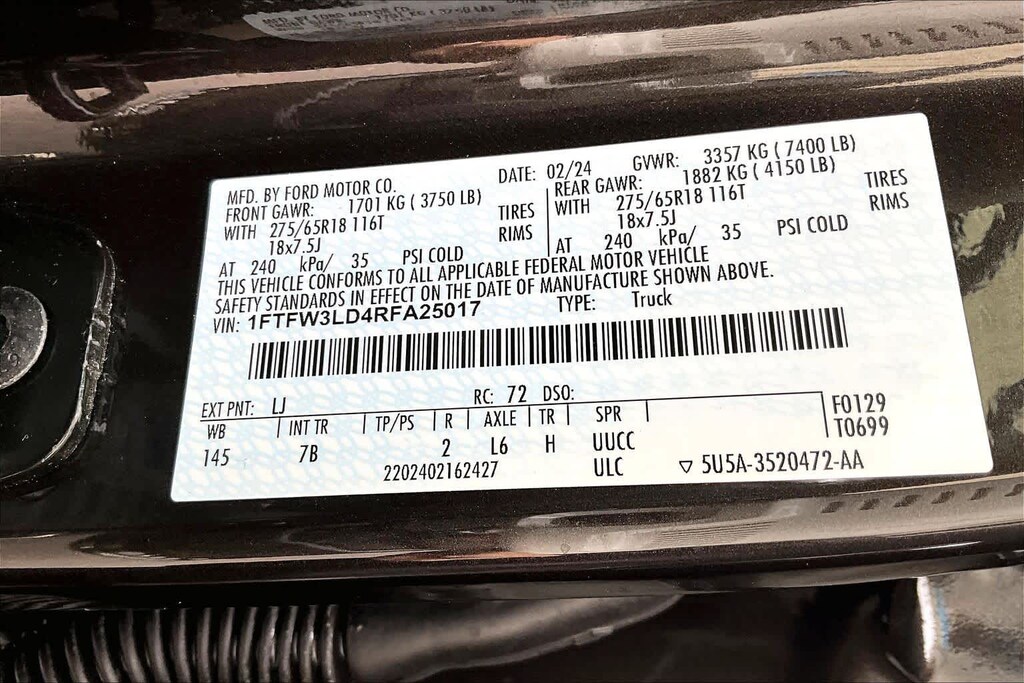 MFD. BY FORD MOTOR CO.
MFD. BY FORD MOTOR CO. DATE: 02/24 GVWR: 3357 KG ( 7400 LB)
FRONT GAWR: 1701 KG ( 3750 LB) REAR GAWR: 1882 KG ( 4150 LB)
WITH 275/65R18 116T TIRES WITH 275/65R18 116T TIRES
18x7.5J RIMS 18x7.5J RIMS
AT 240 kPa/ 35 PSI COLD AT 240 kPa/ 35 PSI COLD
THIS VEHICLE CONFORMS TO ALL APPLICABLE FEDERAL MOTOR VEHICLE
SAFETY STANDARDS IN EFFECT ON THE DATE OF MANUFACTURE SHOWN ABOVE.
VIN: 1FTFW3LD4RFA25017 TYPE: Truck
EXT PNT: LJ RC: 72 DSO:
WB INT TR TP/PS R AXLE TR SPR F0129
145 7B 2 L6 H UUCC T0699
2202402162427 ULC ▽ 5U5A-3520472-AA